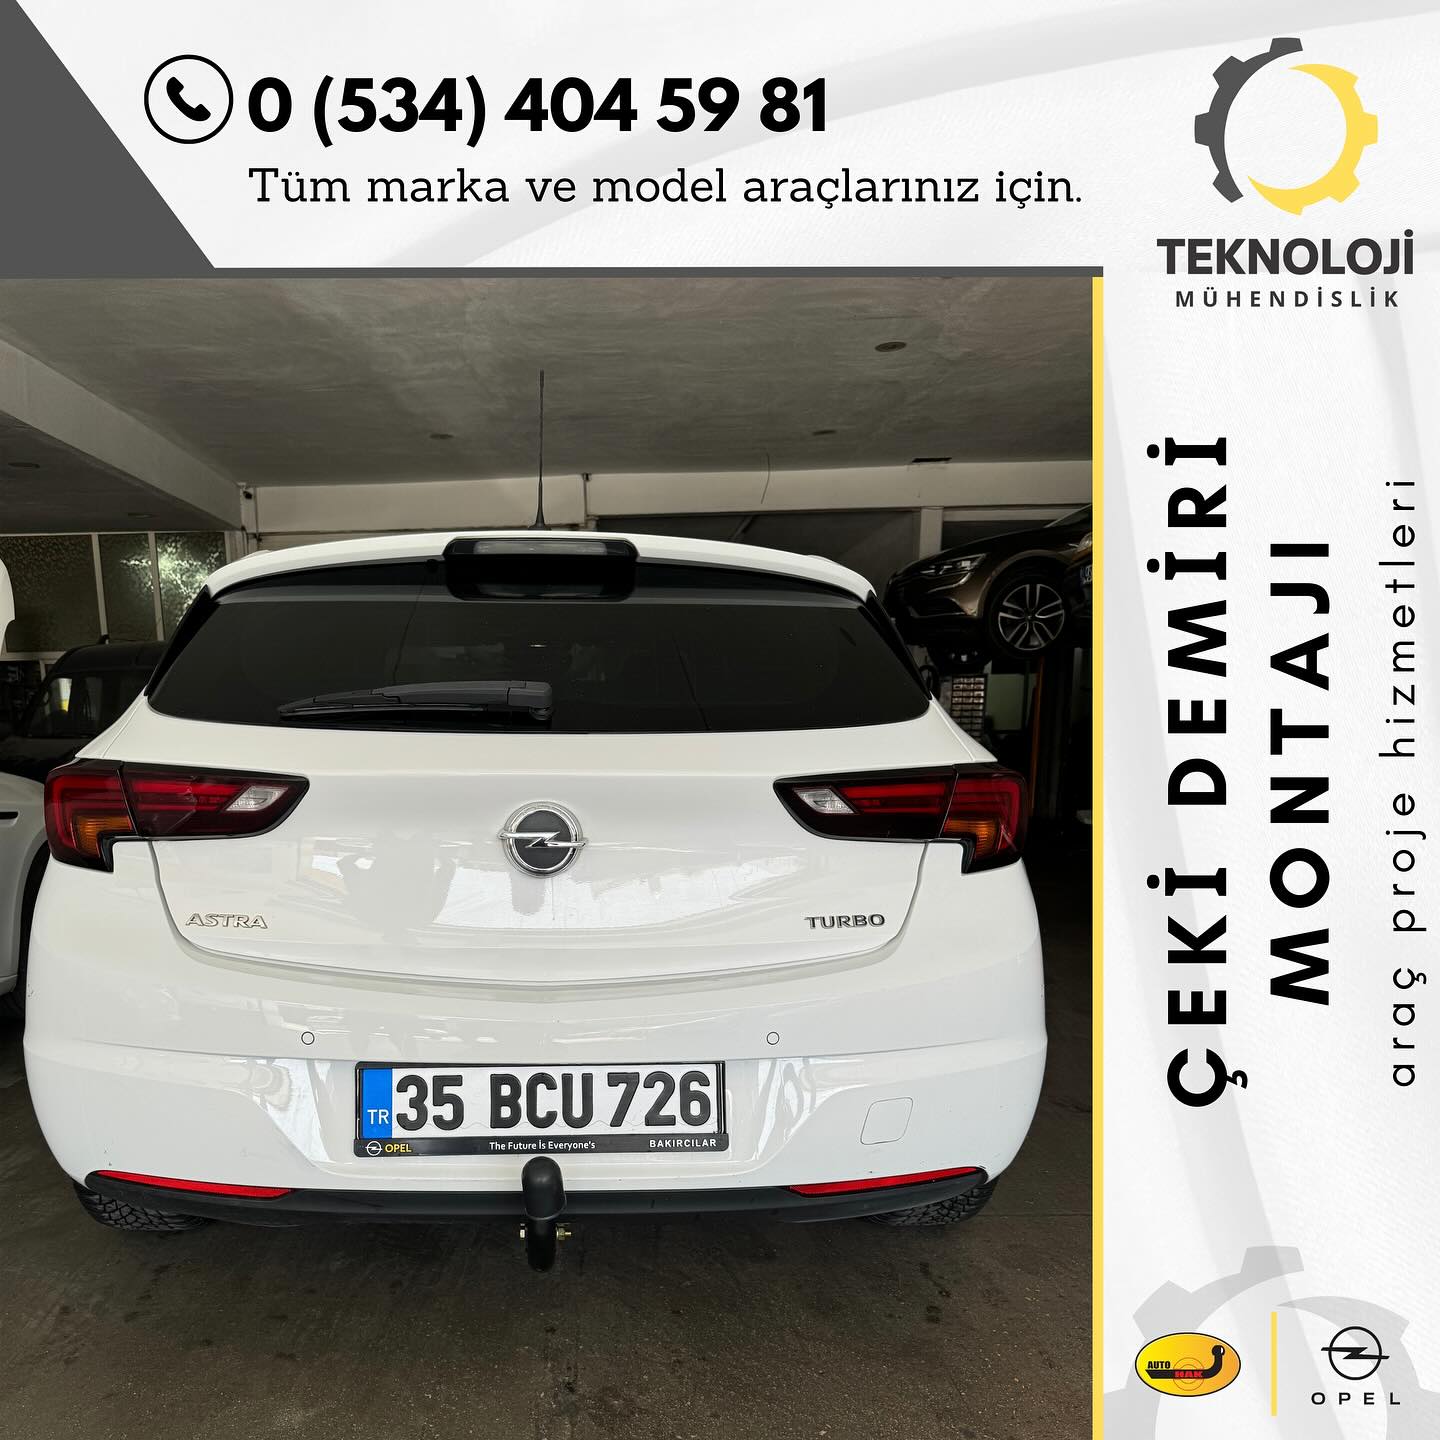 0 (534) 404 59 81
Tüm marka ve model araçlarınız için.
TEKNOLOJİ
MÜHENDİSLİK
ÇEKİ DEMİRİ
MONTAJI
araç proje hizmetleri
ASTRA
TURBO
TR 35 BCU 726
OPEL The Future İs Everyone's BAKIRCILAR
AUTO
HAK
OPEL